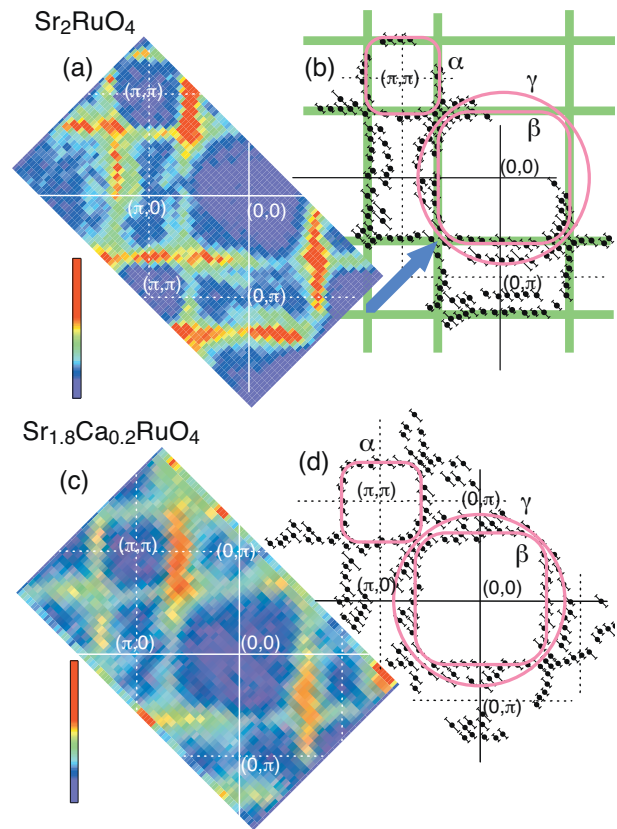 Sr₂RuO₄
(a)
(π,π)
(π,0)
(0,0)
(π,π)
(0,π)
(b)
α
(π,π)
γ
β
(0,0)
(0,π)
Sr₁.₈Ca₀.₂RuO₄
(c)
(π,π)
(0,π)
(π,0)
(0,0)
(0,π)
(d)
α
(π,π)
(0,π)
γ
β
(π,0)
(0,0)
(0,π)